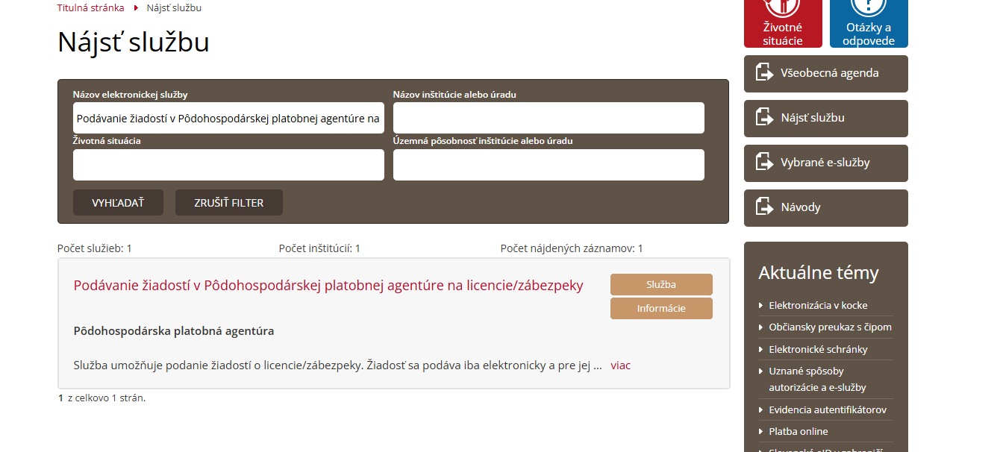 Titulná stránka
Nájsť službu
Nájsť službu
Názov elektronickej služby
Názov inštitúcie alebo úradu
Podávanie žiadostí v Pôdohospodárskej platobnej agentúre na
Životná situácia
Územná pôsobnosť inštitúcie alebo úradu
VYHĽADAŤ
ZRUŠIŤ FILTER
Počet služieb: 1
Počet inštitúcií: 1
Počet nájdených záznamov: 1
Podávanie žiadostí v Pôdohospodárskej platobnej agentúre na licencie/zábezpeky
Služba
Informácie
Pôdohospodárska platobná agentúra
Služba umožňuje podanie žiadostí o licencie/zábezpeky. Žiadosť sa podáva iba elektronicky a pre jej ... viac
1 z celkovo 1 strán.
Životné
situácie
Otázky a
odpovede
Všeobecná agenda
Nájsť službu
Vybrané e-služby
Návody
Aktuálne témy
Elektronizácia v kocke
Občiansky preukaz s čipom
Elektronické schránky
Uznané spôsoby
autorizácie a e-služby
Evidencia autentifikátorov
Platba online
Slovenské eID v zahraničí